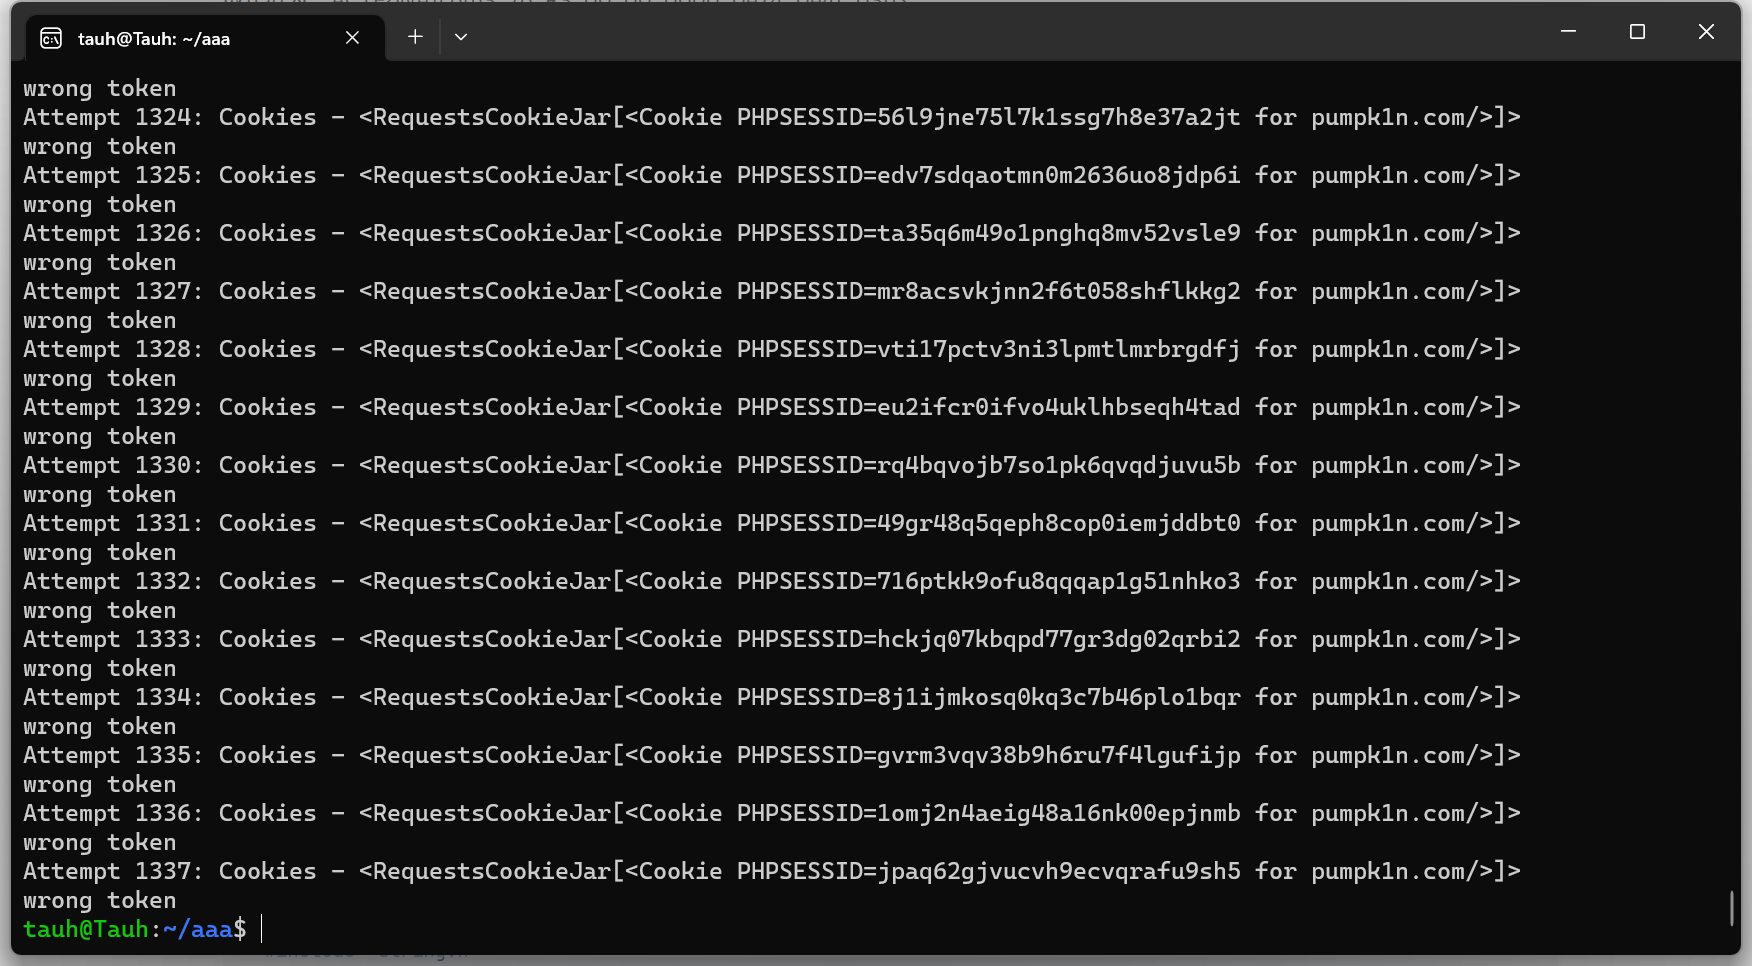 tauh@Tauh: ~/aaa
wrong token
Attempt 1324: Cookies - <RequestsCookieJar[<Cookie PHPSESSID=56l9jne75l7k1ssg7h8e37a2jt for pumpk1n.com/>]>
wrong token
Attempt 1325: Cookies - <RequestsCookieJar[<Cookie PHPSESSID=edv7sdqaotmn0m2636uo8jdp6i for pumpk1n.com/>]>
wrong token
Attempt 1326: Cookies - <RequestsCookieJar[<Cookie PHPSESSID=ta35q6m49o1pnghq8mv52vsle9 for pumpk1n.com/>]>
wrong token
Attempt 1327: Cookies - <RequestsCookieJar[<Cookie PHPSESSID=mr8acsvkjnn2f6t058shflkkg2 for pumpk1n.com/>]>
wrong token
Attempt 1328: Cookies - <RequestsCookieJar[<Cookie PHPSESSID=vti17pctv3ni3lpmtlmrbrgdfj for pumpk1n.com/>]>
wrong token
Attempt 1329: Cookies - <RequestsCookieJar[<Cookie PHPSESSID=eu2ifcr0ifvo4uklhbseqh4tad for pumpk1n.com/>]>
wrong token
Attempt 1330: Cookies - <RequestsCookieJar[<Cookie PHPSESSID=rq4bqvojb7so1pk6qvqdjuvu5b for pumpk1n.com/>]>
wrong token
Attempt 1331: Cookies - <RequestsCookieJar[<Cookie PHPSESSID=49gr48q5qeph8cop0iemjddbt0 for pumpk1n.com/>]>
wrong token
Attempt 1332: Cookies - <RequestsCookieJar[<Cookie PHPSESSID=716ptkk9ofu8qqqap1g51nhko3 for pumpk1n.com/>]>
wrong token
Attempt 1333: Cookies - <RequestsCookieJar[<Cookie PHPSESSID=hckjq07kbqpd77gr3dg02qrbi2 for pumpk1n.com/>]>
wrong token
Attempt 1334: Cookies - <RequestsCookieJar[<Cookie PHPSESSID=8j1ijmkosq0kq3c7b46plo1bqr for pumpk1n.com/>]>
wrong token
Attempt 1335: Cookies - <RequestsCookieJar[<Cookie PHPSESSID=gvrm3vqv38b9h6ru7f4lgufijp for pumpk1n.com/>]>
wrong token
Attempt 1336: Cookies - <RequestsCookieJar[<Cookie PHPSESSID=1omj2n4aeig48a16nk00epjnmb for pumpk1n.com/>]>
wrong token
Attempt 1337: Cookies - <RequestsCookieJar[<Cookie PHPSESSID=jpaq62gjvucvh9ecvqrafu9sh5 for pumpk1n.com/>]>
wrong token
tauh@Tauh:~/aaa$